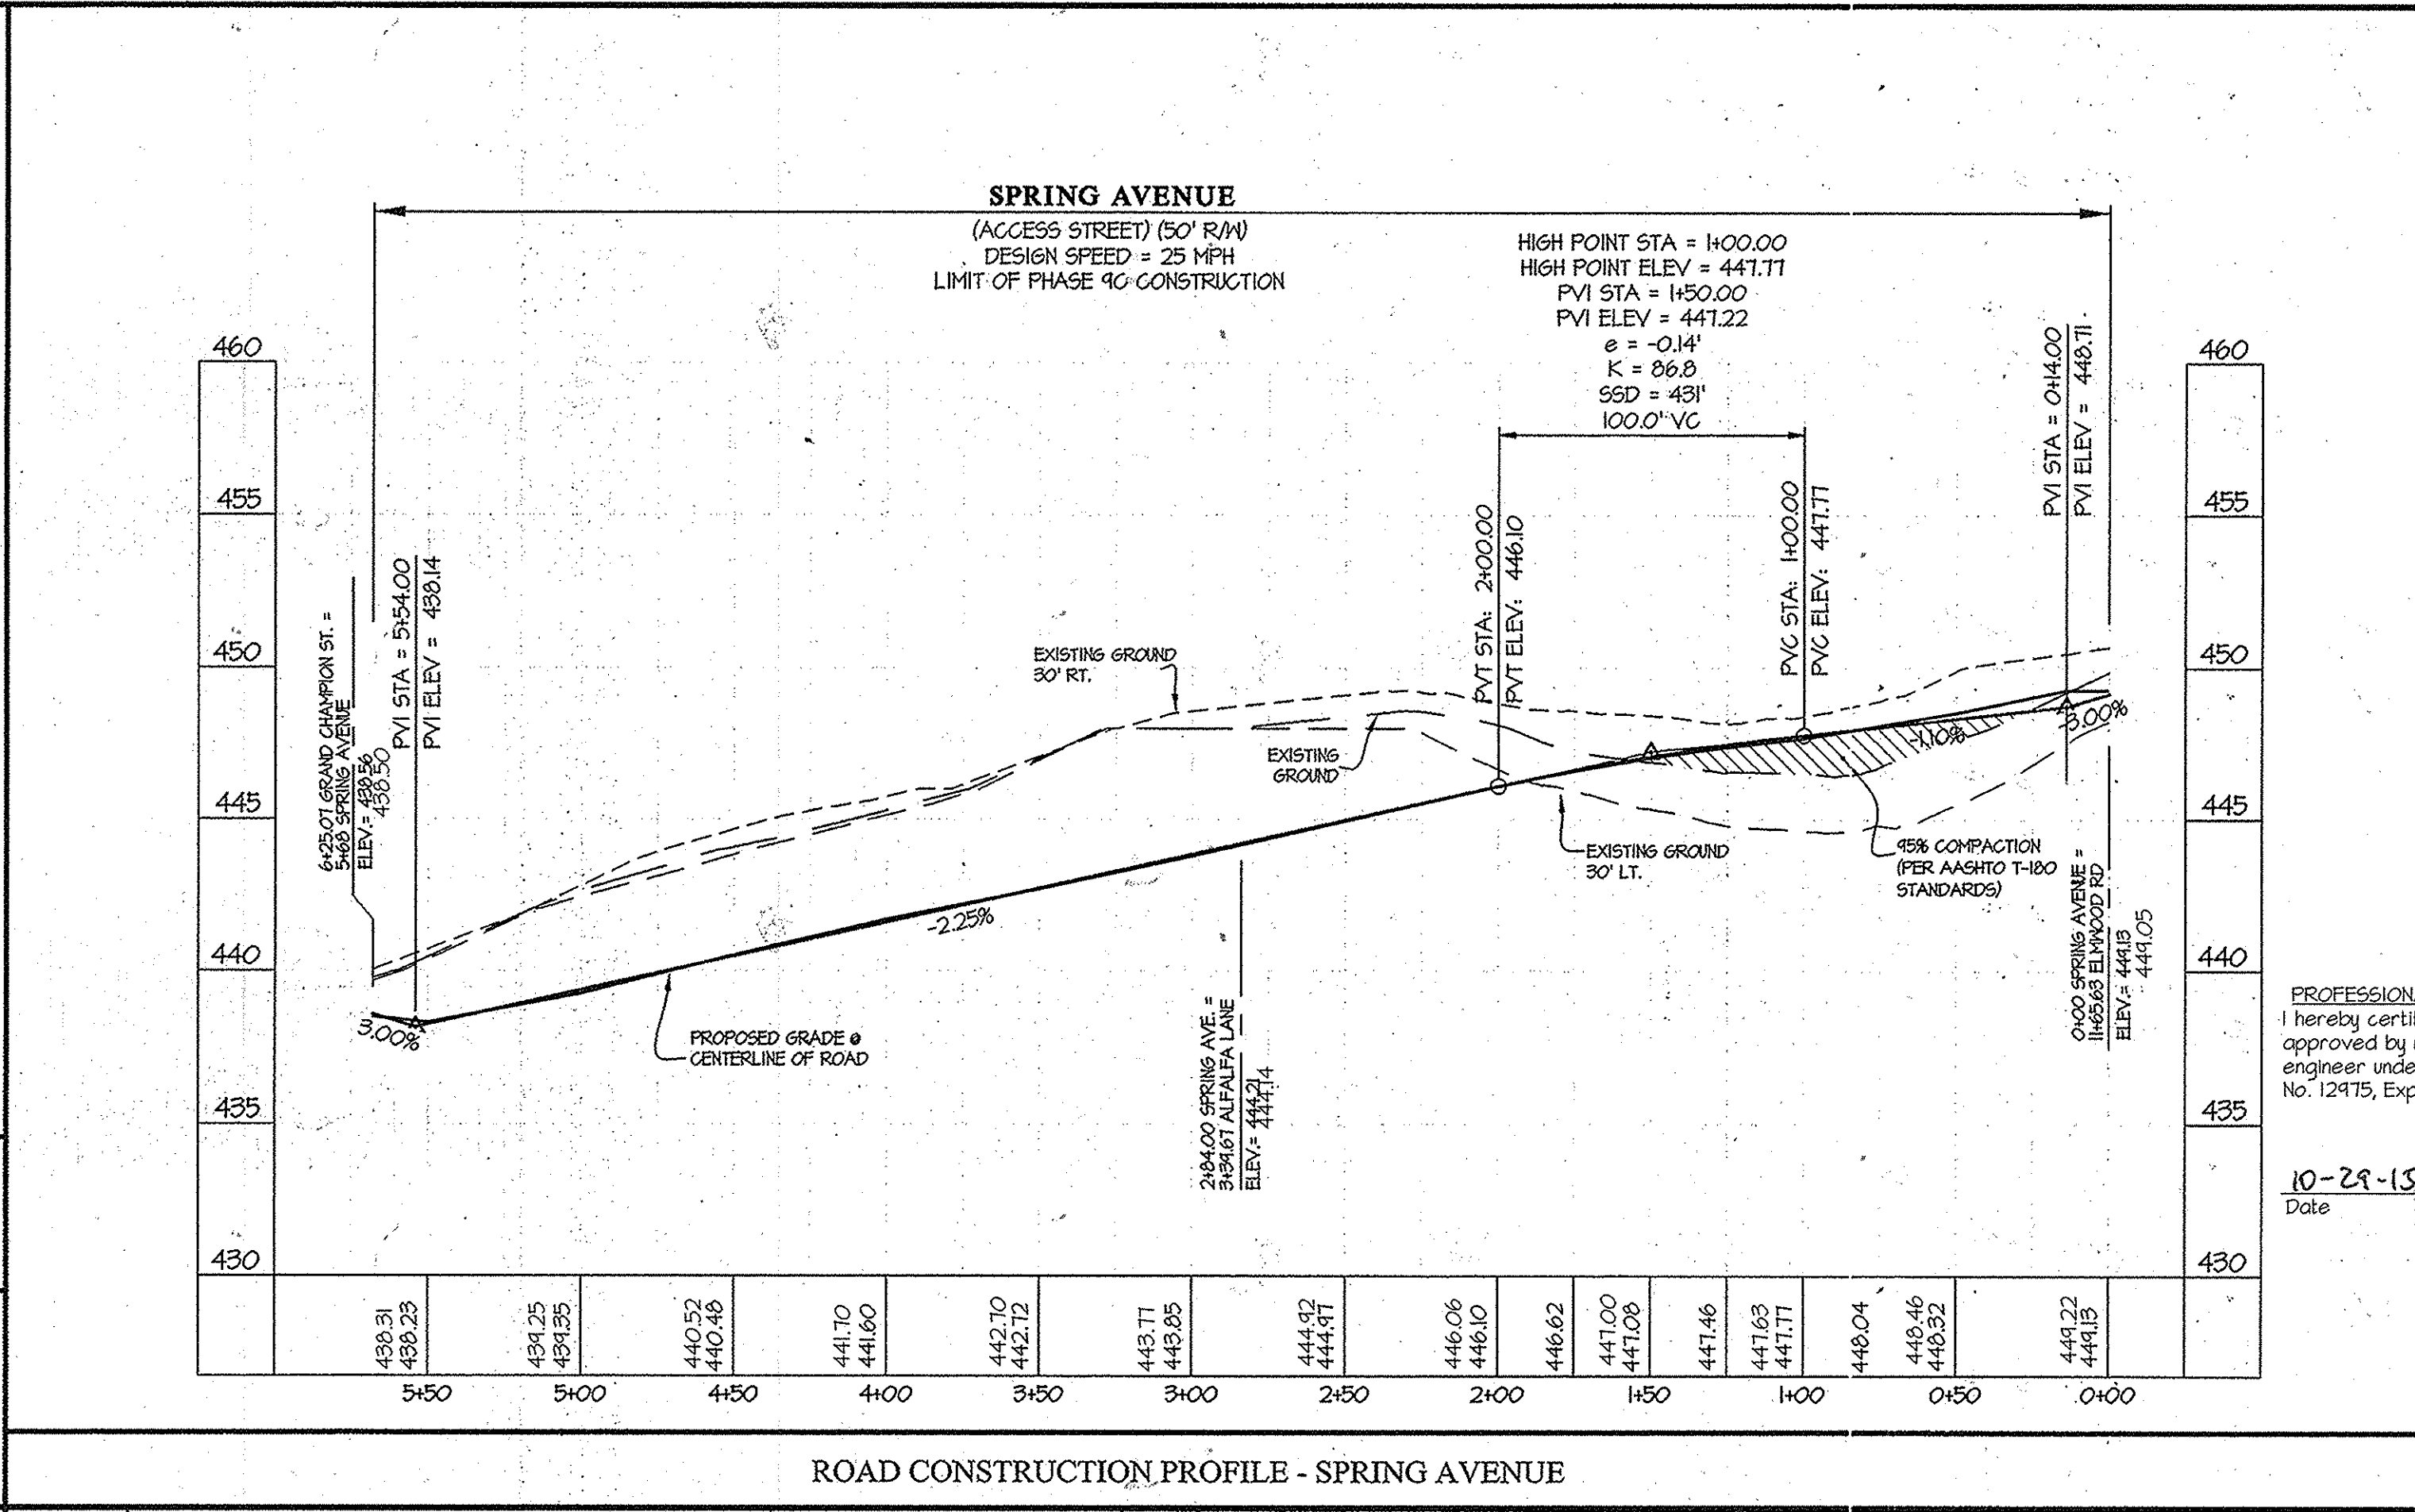 SPRING AVENUE
(ACCESS STREET) (50' R/W)
DESIGN SPEED = 25 MPH
LIMIT OF PHASE 9C CONSTRUCTION
HIGH POINT STA = 1+00.00
HIGH POINT ELEV = 447.77
PVI STA = 1+50.00
PVI ELEV = 447.22
e = -0.14'
K = 86.8
SSD = 431'
100.0' VC
PVI STA = 0+14.00
PVI ELEV = 448.71
460
455
450
445
440
435
430
460
455
450
445
440
435
430
6+25.07 GRAND CHAMPION ST. =
5+68 SPRING AVENUE
ELEV.= 438.56
438.50
PVI STA = 5+54.00
PVI ELEV = 438.14
PVT STA: 2+00.00
PVT ELEV: 446.10
PVC STA: 1+00.00
PVC ELEV: 447.77
EXISTING GROUND
30' RT.
EXISTING
GROUND
EXISTING GROUND
30' LT.
95% COMPACTION
(PER AASHTO T-180
STANDARDS)
-1.10%
-3.00%
-2.25%
3.00%
PROPOSED GRADE @
CENTERLINE OF ROAD
2+84.00 SPRING AVE. =
3+39.67 ALFALFA LANE
ELEV.= 444.21
444.14
0+00 SPRING AVENUE =
11+65.63 ELMWOOD RD
ELEV.= 449.13
449.05
PROFESSION
I hereby certi
approved by
engineer unde
No. 12975, Exp
10-29-15
Date
438.31
438.23
439.25
439.35
440.52
440.48
441.70
441.60
442.70
442.72
443.77
443.85
444.92
444.97
446.06
446.10
446.62
447.00
447.08
447.46
447.63
447.77
448.04
448.46
448.32
449.22
449.13
5+50 5+00 4+50 4+00 3+50 3+00 2+50 2+00 1+50 1+00 0+50 0+00
ROAD CONSTRUCTION PROFILE - SPRING AVENUE